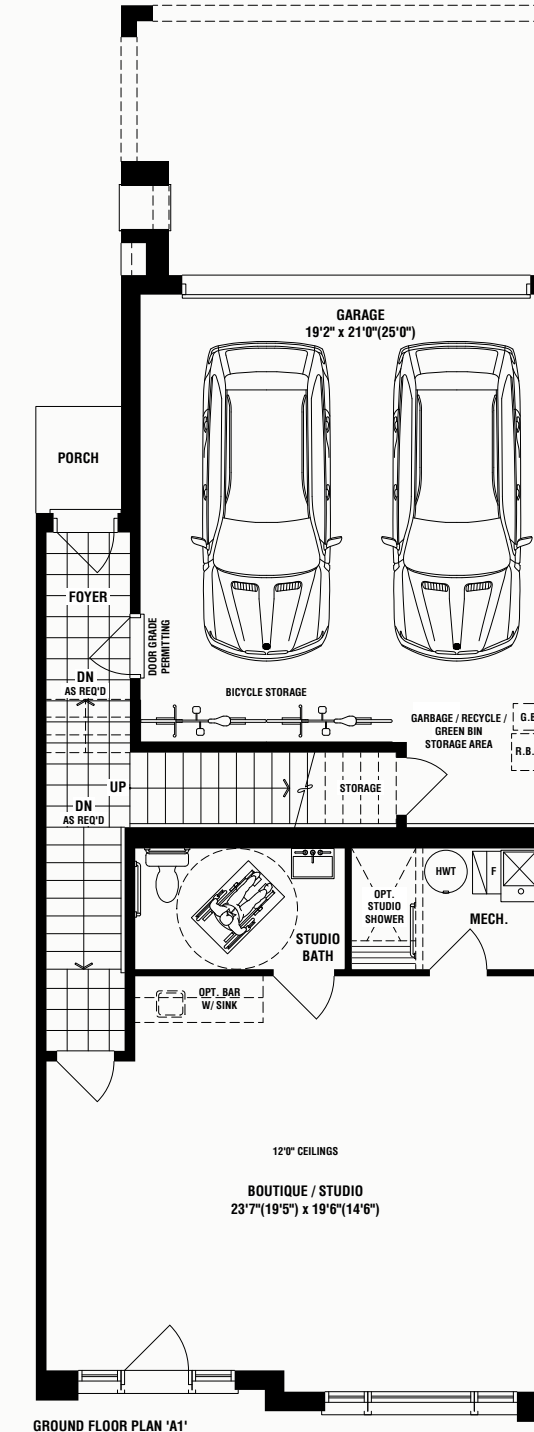 GARAGE
19'2" x 21'0"(25'0")
PORCH
FOYER
DOOR GRADE
PERMITTING
DN
AS REQ'D
BICYCLE STORAGE
GARBAGE / RECYCLE /
GREEN BIN
STORAGE AREA
G.B
R.B.
UP
STORAGE
DN
AS REQ'D
HWT
F
OPT.
STUDIO
SHOWER
MECH.
STUDIO
BATH
OPT. BAR
W/ SINK
12'0" CEILINGS
BOUTIQUE / STUDIO
23'7"(19'5") x 19'6"(14'6")
GROUND FLOOR PLAN 'A1'